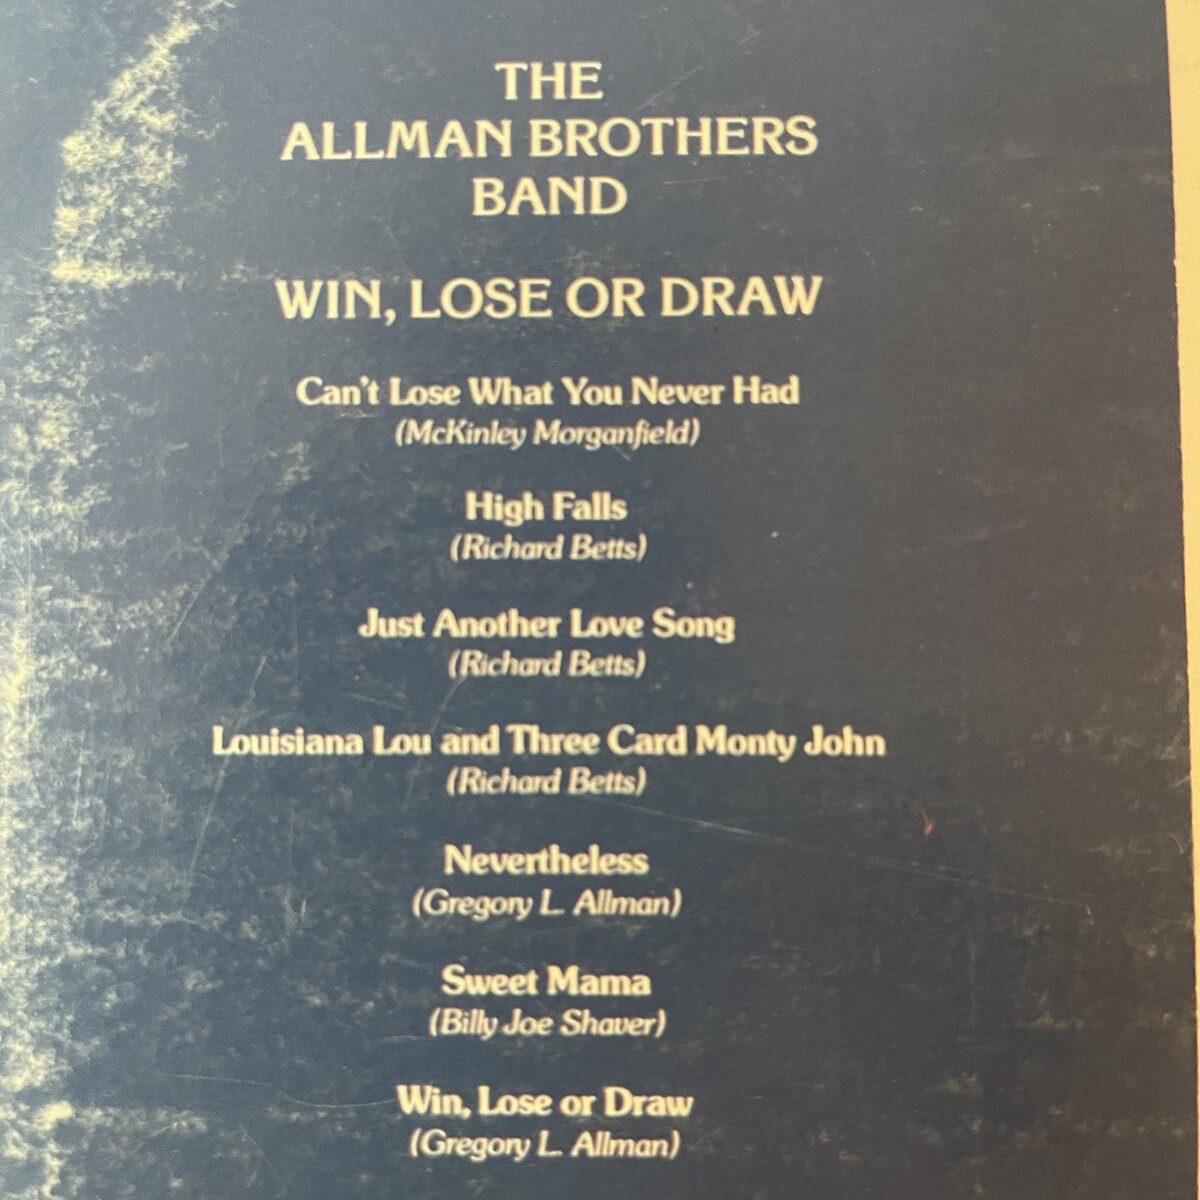 THE
ALLMAN BROTHERS
BAND
WIN, LOSE OR DRAW
Can't Lose What You Never Had
(McKinley Morganfield)
High Falls
(Richard Betts)
Just Another Love Song
(Richard Betts)
Louisiana Lou and Three Card Monty John
(Richard Betts)
Nevertheless
(Gregory L. Allman)
Sweet Mama
(Billy Joe Shaver)
Win, Lose or Draw
(Gregory L. Allman)